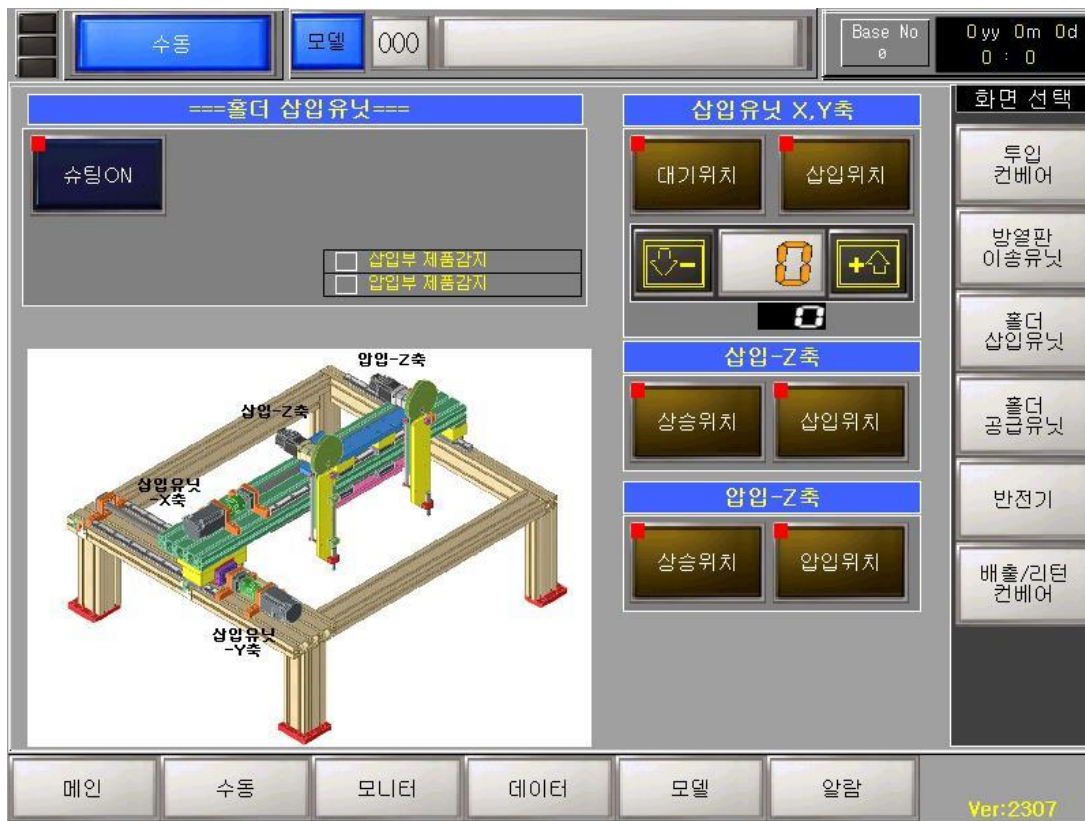 수동
모델
000
Base No
0
0yy 0m 0d
0 : 0
===홀더 삽입유닛===
슈팅ON
삽입부 제품감지
압입부 제품감지
압입-Z축
삽입-Z축
삽입유닛
-X축
삽입유닛
-Y축
삽입유닛 X,Y축
대기위치
삽입위치
-
0
+
0
삽입-Z축
상승위치
삽입위치
압입-Z축
상승위치
압입위치
화면 선택
투입
컨베어
방열판
이송유닛
홀더
삽입유닛
홀더
공급유닛
반전기
배출/리턴
컨베어
메인
수동
모니터
데이터
모델
알람
Ver:2307